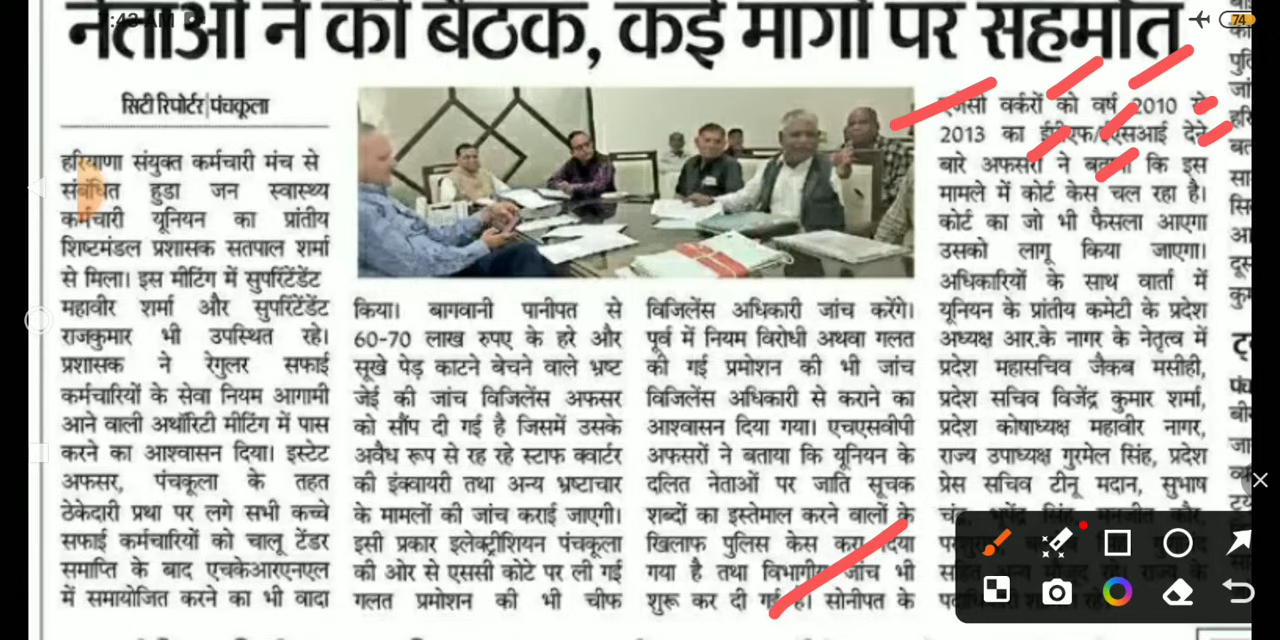 नेताओं ने की बैठक, कई मांगों पर सहमति
74
सिटी रिपोर्टर|पंचकूला
हरियाणा संयुक्त कर्मचारी मंच से
संबंधित हुडा जन स्वास्थ्य
कर्मचारी यूनियन का प्रांतीय
शिष्टमंडल प्रशासक सतपाल शर्मा
से मिला। इस मीटिंग में सुपरिंटेंडेंट
महावीर शर्मा और सुपरिंटेंडेंट
राजकुमार भी उपस्थित रहे।
प्रशासक ने रेगुलर सफाई
कर्मचारियों के सेवा नियम आगामी
आने वाली अथॉरिटी मीटिंग में पास
करने का आश्वासन दिया। इस्टेट
अफसर, पंचकूला के तहत
ठेकेदारी प्रथा पर लगे सभी कच्चे
सफाई कर्मचारियों को चालू टेंडर
समाप्ति के बाद एचकेआरएनएल
में समायोजित करने का भी वादा
किया। बागवानी पानीपत से
60-70 लाख रुपए के हरे और
सूखे पेड़ काटने बेचने वाले भ्रष्ट
जेई की जांच विजिलेंस अफसर
को सौंप दी गई है जिसमें उसके
अवैध रूप से रह रहे स्टाफ क्वार्टर
की इंक्वायरी तथा अन्य भ्रष्टाचार
के मामलों की जांच कराई जाएगी।
इसी प्रकार इलेक्ट्रीशियन पंचकूला
की ओर से एससी कोटे पर ली गई
गलत प्रमोशन की भी चीफ
विजिलेंस अधिकारी जांच करेंगे।
पूर्व में नियम विरोधी अथवा गलत
की गई प्रमोशन की भी जांच
विजिलेंस अधिकारी से कराने का
आश्वासन दिया गया। एचएसवीपी
अफसरों ने बताया कि यूनियन के
दलित नेताओं पर जाति सूचक
शब्दों का इस्तेमाल करने वालों के
खिलाफ पुलिस केस करा दिया
गया है तथा विभागीय जांच भी
शुरू कर दी गई है। सोनीपत के
एजेंसी वर्करों को वर्ष 2010 से
2013 का ईपीएफ/ईएसआई देने
बारे अफसरों ने बताया कि इस
मामले में कोर्ट केस चल रहा है।
कोर्ट का जो भी फैसला आएगा
उसको लागू किया जाएगा।
अधिकारियों के साथ वार्ता में
यूनियन के प्रांतीय कमेटी के प्रदेश
अध्यक्ष आर.के नागर के नेतृत्व में
प्रदेश महासचिव जैकब मसीही,
प्रदेश सचिव विजेंद्र कुमार शर्मा,
प्रदेश कोषाध्यक्ष महावीर नागर,
राज्य उपाध्यक्ष गुरमेल सिंह, प्रदेश
प्रेस सचिव टीनू मदान, सुभाष
चंद, भूपेंद्र सिंह, मनजीत कौर,